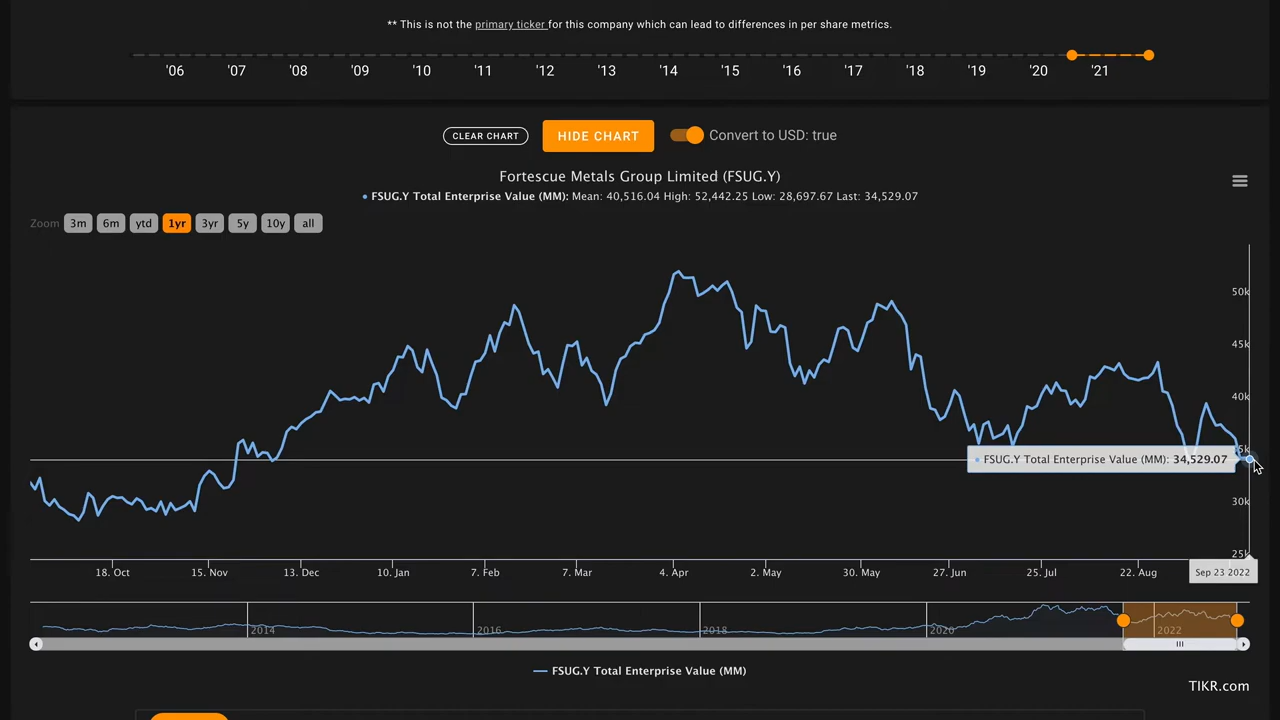 ** This is not the primary ticker for this company which can lead to differences in per share metrics.
'06 '07 '08 '09 '10 '11 '12 '13 '14 '15 '16 '17 '18 '19 '20 '21
CLEAR CHART HIDE CHART Convert to USD: true
Fortescue Metals Group Limited (FSUG.Y)
FSUG.Y Total Enterprise Value (MM): Mean: 40,516.04 High: 52,442.25 Low: 28,697.67 Last: 34,529.07
Zoom 3m 6m ytd 1yr 3yr 5y 10y all
50k
45k
40k
35k
FSUG.Y Total Enterprise Value (MM): 34,529.07
30k
25k
18. Oct 15. Nov 13. Dec 10. Jan 7. Feb 7. Mar 4. Apr 2. May 30. May 27. Jun 25. Jul 22. Aug Sep 23 2022
2014 2016 2018 2020 2022
FSUG.Y Total Enterprise Value (MM)
TIKR.com